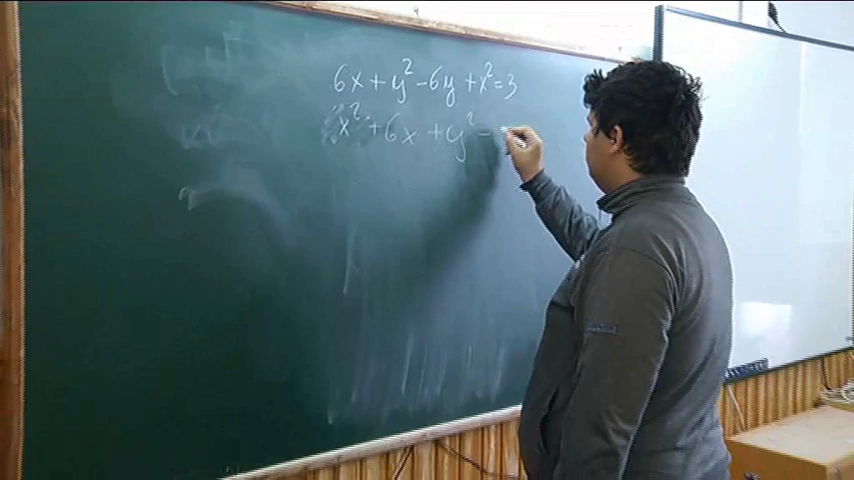 6x + y² - 6y + x² = 3
x² + 6x + y² -